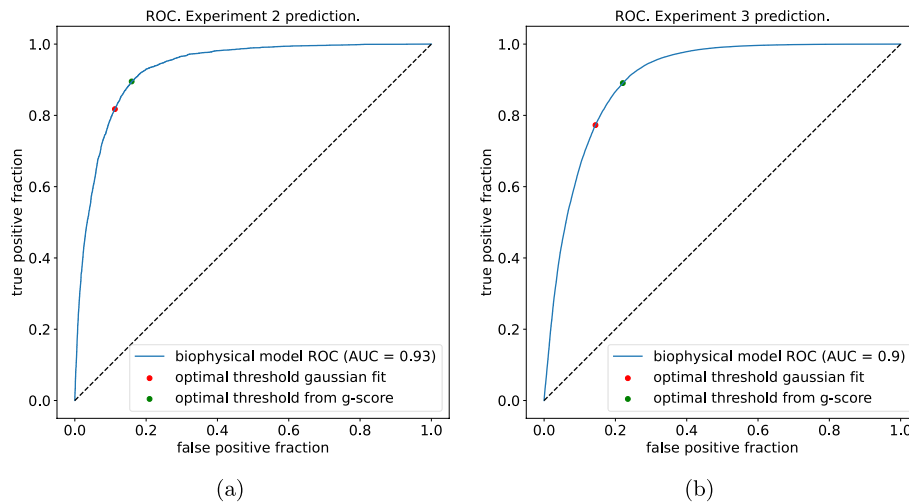 ROC. Experiment 2 prediction.
1.0
0.8
0.6
0.4
0.2
0.0
true positive fraction
biophysical model ROC (AUC = 0.93)
optimal threshold gaussian fit
optimal threshold from g-score
0.0 0.2 0.4 0.6 0.8 1.0
false positive fraction
(a)
ROC. Experiment 3 prediction.
1.0
0.8
0.6
0.4
0.2
0.0
true positive fraction
biophysical model ROC (AUC = 0.9)
optimal threshold gaussian fit
optimal threshold from g-score
0.0 0.2 0.4 0.6 0.8 1.0
false positive fraction
(b)